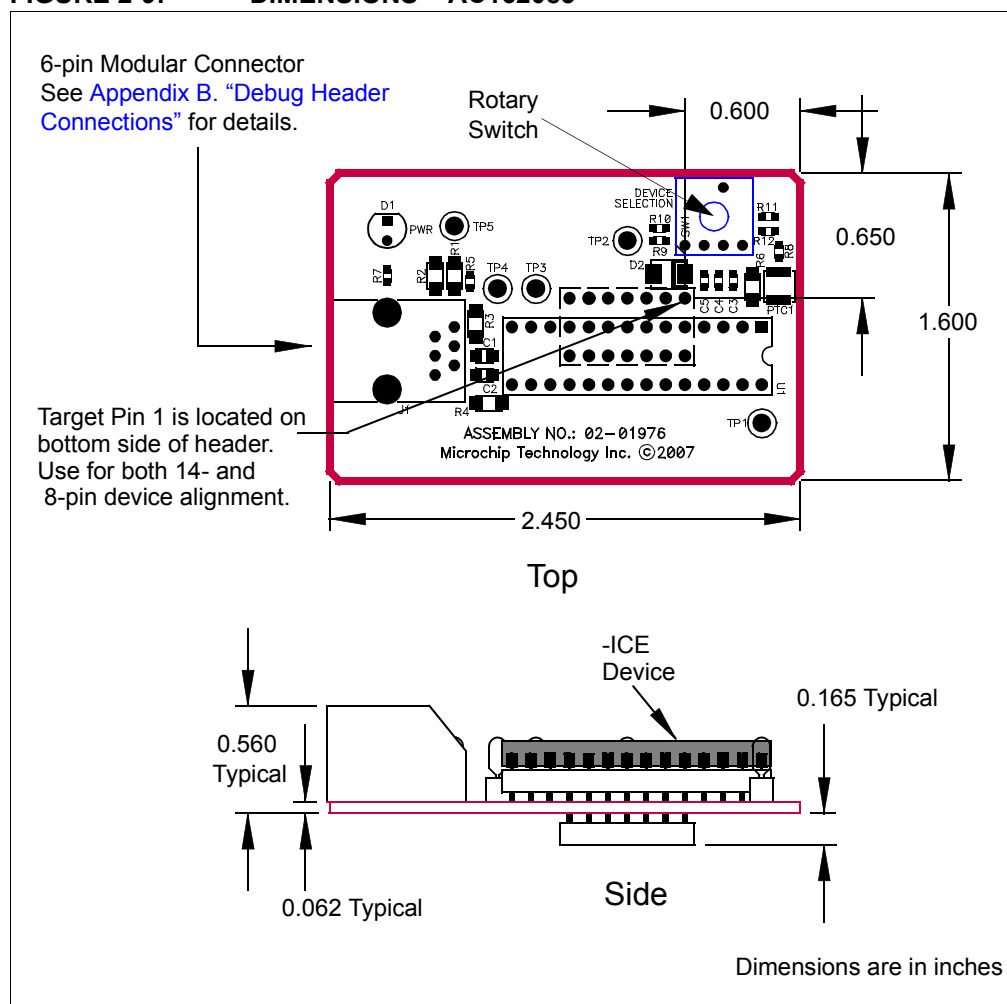 6-pin Modular Connector
See Appendix B. “Debug Header
Connections” for details.
Rotary
Switch
0.600
DEVICE
SELECTION
D1
PWR
TP5
R10
R9
SW1
R11
R12
R8
TP2
0.650
R7
R2
R1
R5
TP4
TP3
D2
C5
C4
C3
R6
PTC1
1.600
R3
C1
C2
U1
J1
R4
TP1
Target Pin 1 is located on
bottom side of header.
Use for both 14- and
8-pin device alignment.
ASSEMBLY NO.: 02-01976
Microchip Technology Inc. ©2007
2.450
Top
-ICE
Device
0.165 Typical
0.560
Typical
0.062 Typical
Side
Dimensions are in inches